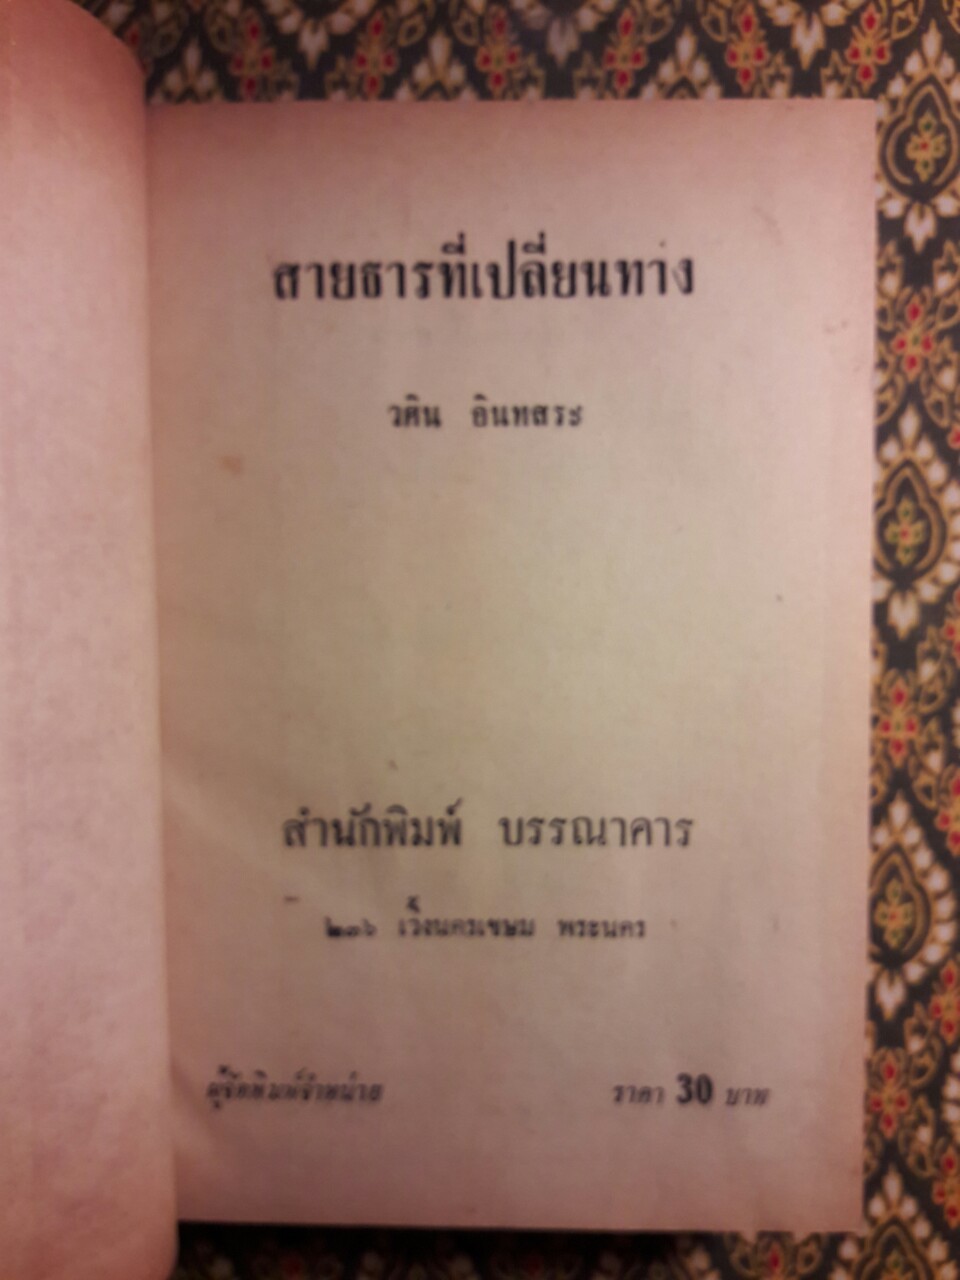 สายธารที่เปลี่ยนทาง
วศิน อินทสระ
สำนักพิมพ์ บรรณาคาร
๒๓๖ เวิ้งนครเขษม พระนคร
ผู้จัดพิมพ์จำหน่าย ราคา 30 บาท